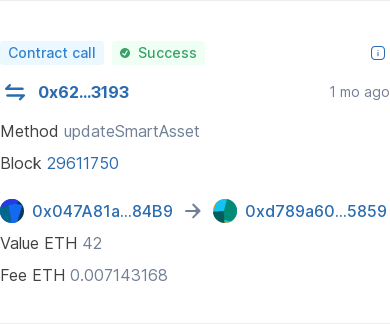 Contract call Success
0x62...3193 1 mo ago
Method updateSmartAsset
Block 29611750
0x047A81a...84B9 → 0xd789a60...5859
Value ETH 42
Fee ETH 0.007143168